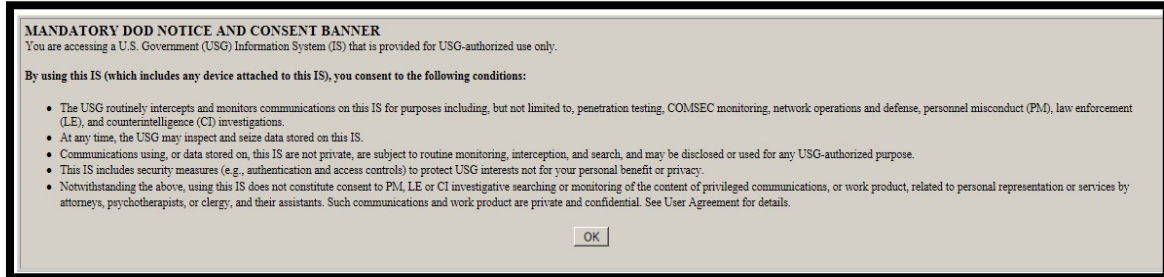 MANDATORY DOD NOTICE AND CONSENT BANNER
You are accessing a U.S. Government (USG) Information System (IS) that is provided for USG-authorized use only.
By using this IS (which includes any device attached to this IS), you consent to the following conditions:
• The USG routinely intercepts and monitors communications on this IS for purposes including, but not limited to, penetration testing, COMSEC monitoring, network operations and defense, personnel misconduct (PM), law enforcement
(LE), and counterintelligence (CI) investigations.
• At any time, the USG may inspect and seize data stored on this IS.
• Communications using, or data stored on, this IS are not private, are subject to routine monitoring, interception, and search, and may be disclosed or used for any USG-authorized purpose.
• This IS includes security measures (e.g., authentication and access controls) to protect USG interests not for your personal benefit or privacy.
• Notwithstanding the above, using this IS does not constitute consent to PM, LE or CI investigative searching or monitoring of the content of privileged communications, or work product, related to personal representation or services by
attorneys, psychotherapists, or clergy, and their assistants. Such communications and work product are private and confidential. See User Agreement for details.
OK